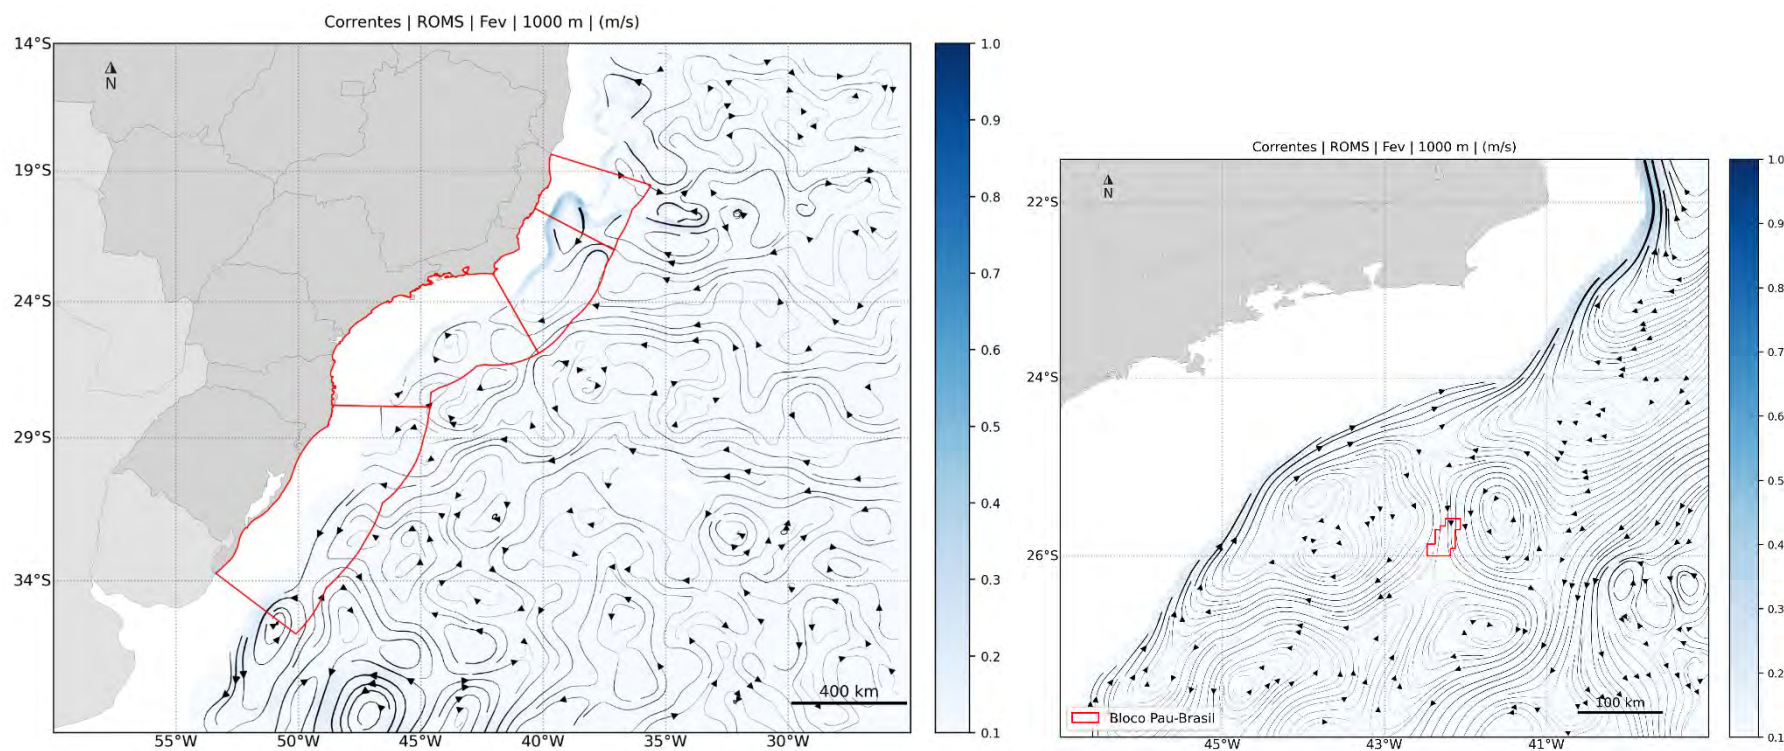 Correntes | ROMS | Fev | 1000 m | (m/s)
14°S
19°S
24°S
29°S
34°S
N
55°W
50°W
45°W
40°W
35°W
30°W
400 km
1.0
0.9
0.8
0.7
0.6
0.5
0.4
0.3
0.2
0.1
Correntes | ROMS | Fev | 1000 m | (m/s)
22°S
24°S
26°S
N
45°W
43°W
41°W
Bloco Pau-Brasil
100 km
1.0
0.9
0.8
0.7
0.6
0.5
0.4
0.3
0.2
0.1